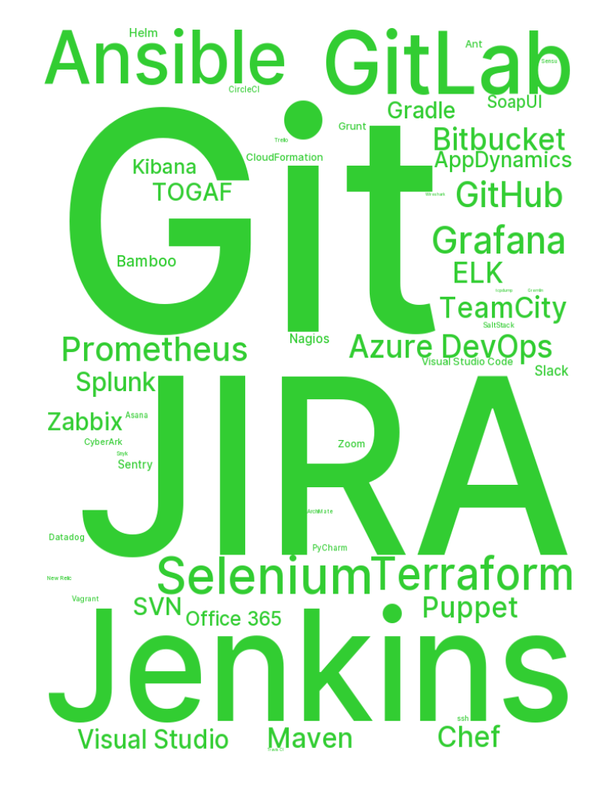 Helm
Ansible
GitLab
Ant
Sensu
CircleCI
SoapUI
Gradle
Git
Grunt
Trello
Bitbucket
CloudFormation
AppDynamics
Kibana
TOGAF
GitHub
Grafana
Bamboo
ELK
TeamCity
SaltStack
Nagios
Prometheus
Azure DevOps
Visual Studio Code
Slack
JIRA
Splunk
Asana
Zabbix
CyberArk
Zoom
Snyk
Sentry
ArchiMate
Datadog
PyCharm
Selenium
Terraform
New Relic
Vagrant
SVN
Puppet
Office 365
Jenkins
ssh
Visual Studio
Maven
Chef